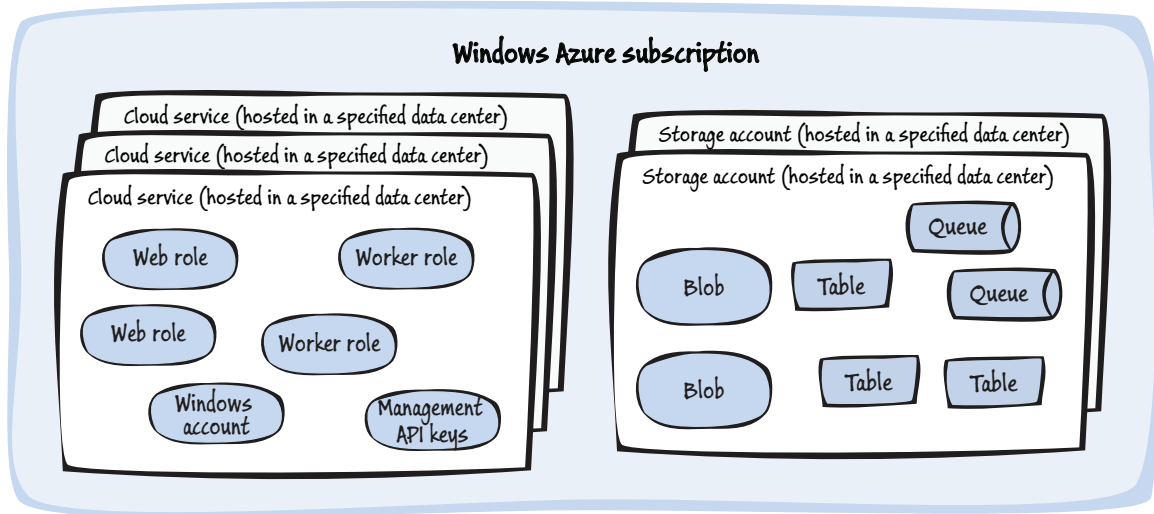 Windows Azure subscription
Cloud service (hosted in a specified data center)
Cloud service (hosted in a specified data center)
Cloud service (hosted in a specified data center)
Web role
Worker role
Web role
Worker role
Windows
account
Management
API keys
Storage account (hosted in a specified data center)
Storage account (hosted in a specified data center)
Queue
Blob
Table
Queue
Blob
Table
Table